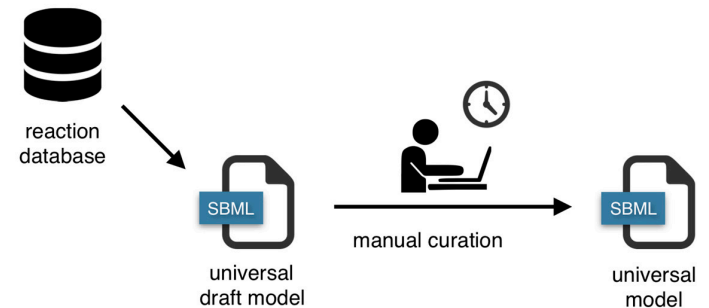 reaction
database
SBML
universal
draft model
manual curation
SBML
universal
model